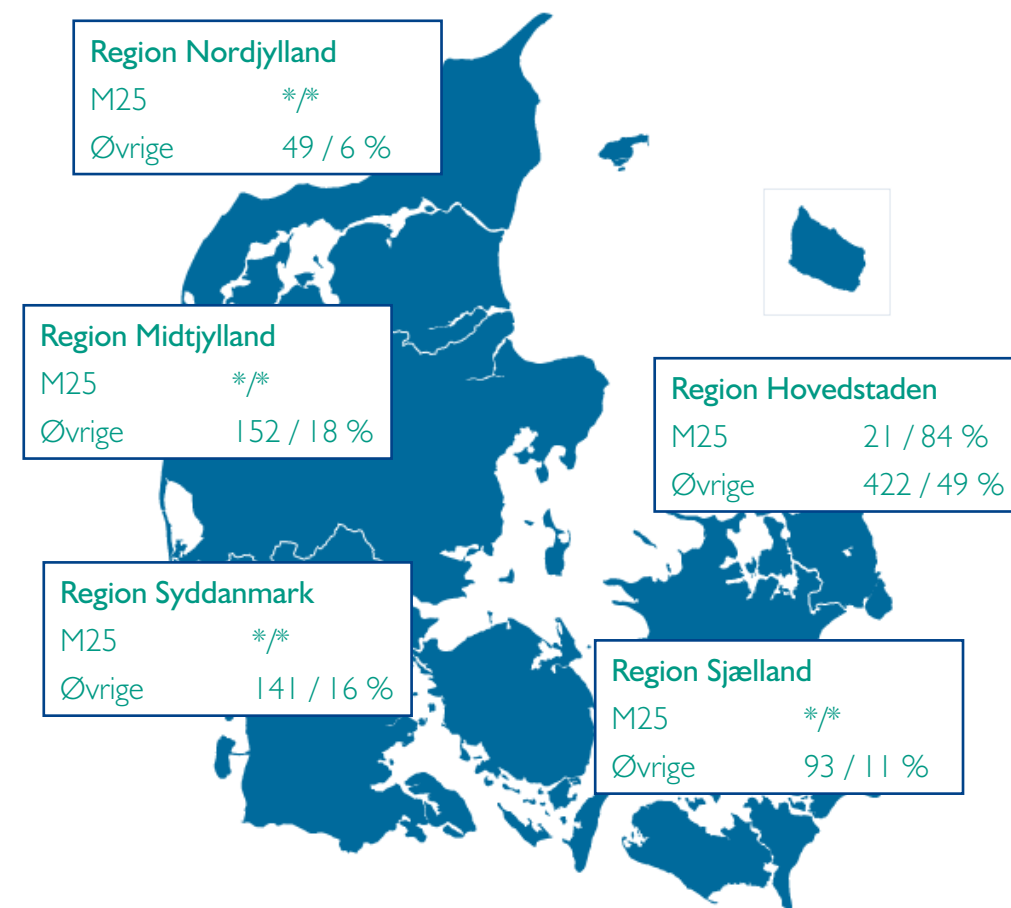 Region Nordjylland
M25 */*
Øvrige 49 / 6 %
Region Midtjylland
M25 */*
Øvrige 152 / 18 %
Region Hovedstaden
M25 21 / 84 %
Øvrige 422 / 49 %
Region Syddanmark
M25 */*
Øvrige 141 / 16 %
Region Sjælland
M25 */*
Øvrige 93 / 11 %